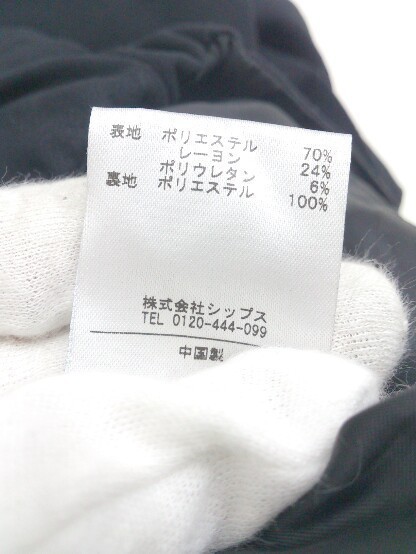 表地 ポリエステル 70%
レーヨン 24%
ポリウレタン 6%
裏地 ポリエステル 100%
株式会社シップス
TEL 0120-444-099
中国製